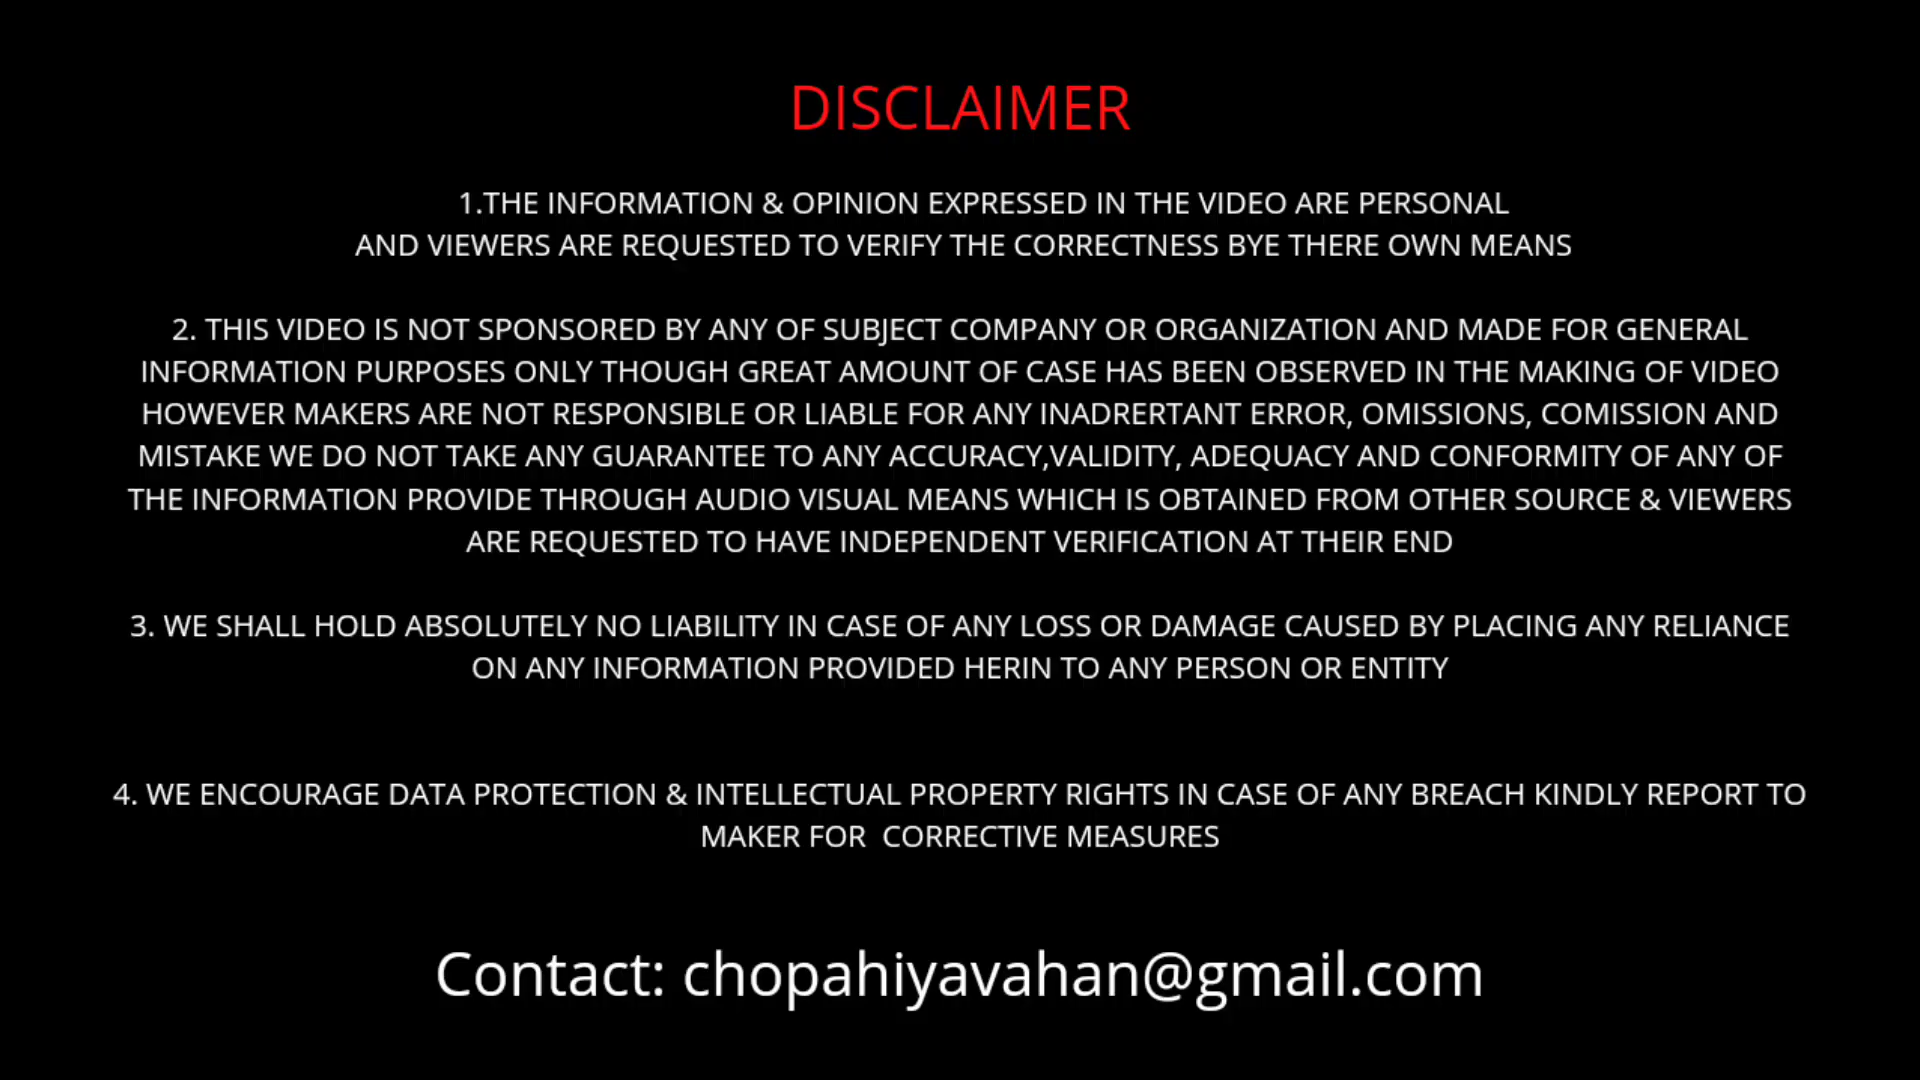 DISCLAIMER
1.THE INFORMATION & OPINION EXPRESSED IN THE VIDEO ARE PERSONAL
AND VIEWERS ARE REQUESTED TO VERIFY THE CORRECTNESS BYE THERE OWN MEANS
2. THIS VIDEO IS NOT SPONSORED BY ANY OF SUBJECT COMPANY OR ORGANIZATION AND MADE FOR GENERAL
INFORMATION PURPOSES ONLY THOUGH GREAT AMOUNT OF CASE HAS BEEN OBSERVED IN THE MAKING OF VIDEO
HOWEVER MAKERS ARE NOT RESPONSIBLE OR LIABLE FOR ANY INADRERTANT ERROR, OMISSIONS, COMISSION AND
MISTAKE WE DO NOT TAKE ANY GUARANTEE TO ANY ACCURACY,VALIDITY, ADEQUACY AND CONFORMITY OF ANY OF
THE INFORMATION PROVIDE THROUGH AUDIO VISUAL MEANS WHICH IS OBTAINED FROM OTHER SOURCE & VIEWERS
ARE REQUESTED TO HAVE INDEPENDENT VERIFICATION AT THEIR END
3. WE SHALL HOLD ABSOLUTELY NO LIABILITY IN CASE OF ANY LOSS OR DAMAGE CAUSED BY PLACING ANY RELIANCE
ON ANY INFORMATION PROVIDED HERIN TO ANY PERSON OR ENTITY
4. WE ENCOURAGE DATA PROTECTION & INTELLECTUAL PROPERTY RIGHTS IN CASE OF ANY BREACH KINDLY REPORT TO
MAKER FOR  CORRECTIVE MEASURES
Contact: chopahiyavahan@gmail.com